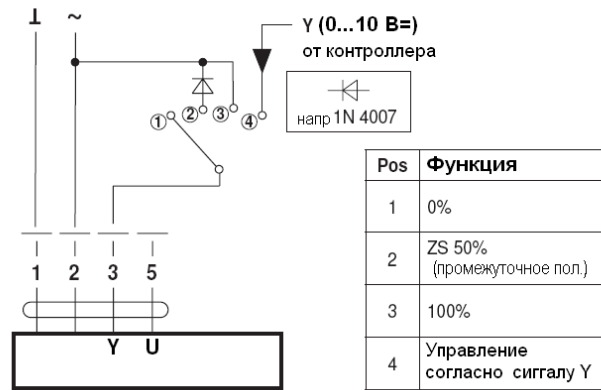 ⊥ ~
Y (0...10 В=)
от контроллера
напр 1N 4007
1 2 3 4
1 2 3 5
Y U
Pos Функция
1 0%
2 ZS 50%
(промежуточное пол.)
3 100%
4 Управление
согласно сиггалу Y